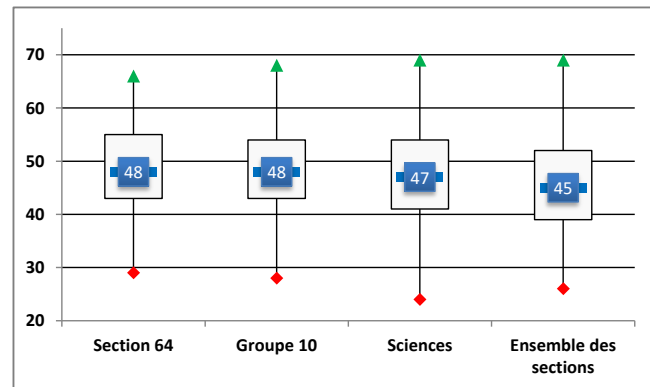 70
60
50
40
30
20
48
48
47
45
Section 64
Groupe 10
Sciences
Ensemble des
sections